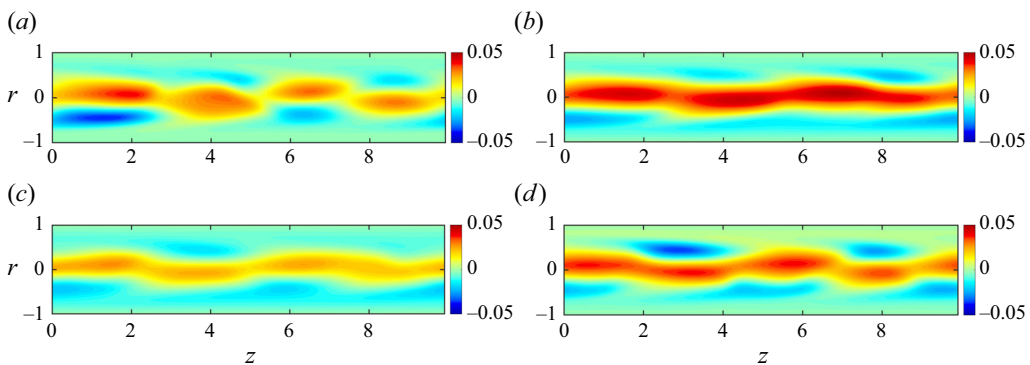 (a) (b)
1 0.05 1 0.05
r 0 0 0
–1 –0.05 –1 –0.05
0 2 4 6 8 0 2 4 6 8
(c) (d)
1 0.05 1 0.05
r 0 0 0 0
–1 –0.05 –1 –0.05
0 2 4 6 8 0 2 4 6 8
z z